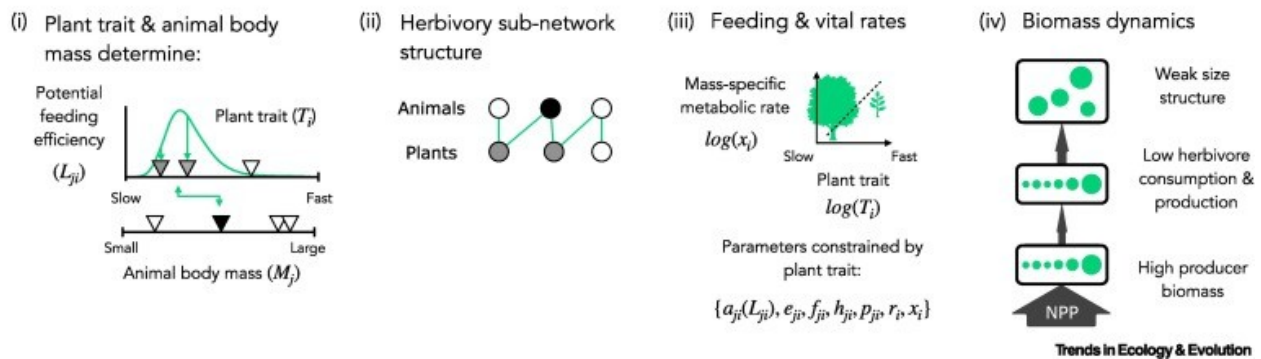 (i) Plant trait & animal body
mass determine:
Potential
feeding
efficiency
(Lji)
Plant trait (Ti)
Slow
Fast
Small
Large
Animal body mass (Mj)
(ii) Herbivory sub-network
structure
Animals
Plants
(iii) Feeding & vital rates
Mass-specific
metabolic rate
log(xi)
Slow
Fast
Plant trait
log(Ti)
Parameters constrained by
plant trait:
{aji(Lji), eji, fji, hji, pji, ri, xi}
(iv) Biomass dynamics
Weak size
structure
Low herbivore
consumption &
production
High producer
biomass
NPP
Trends in Ecology & Evolution